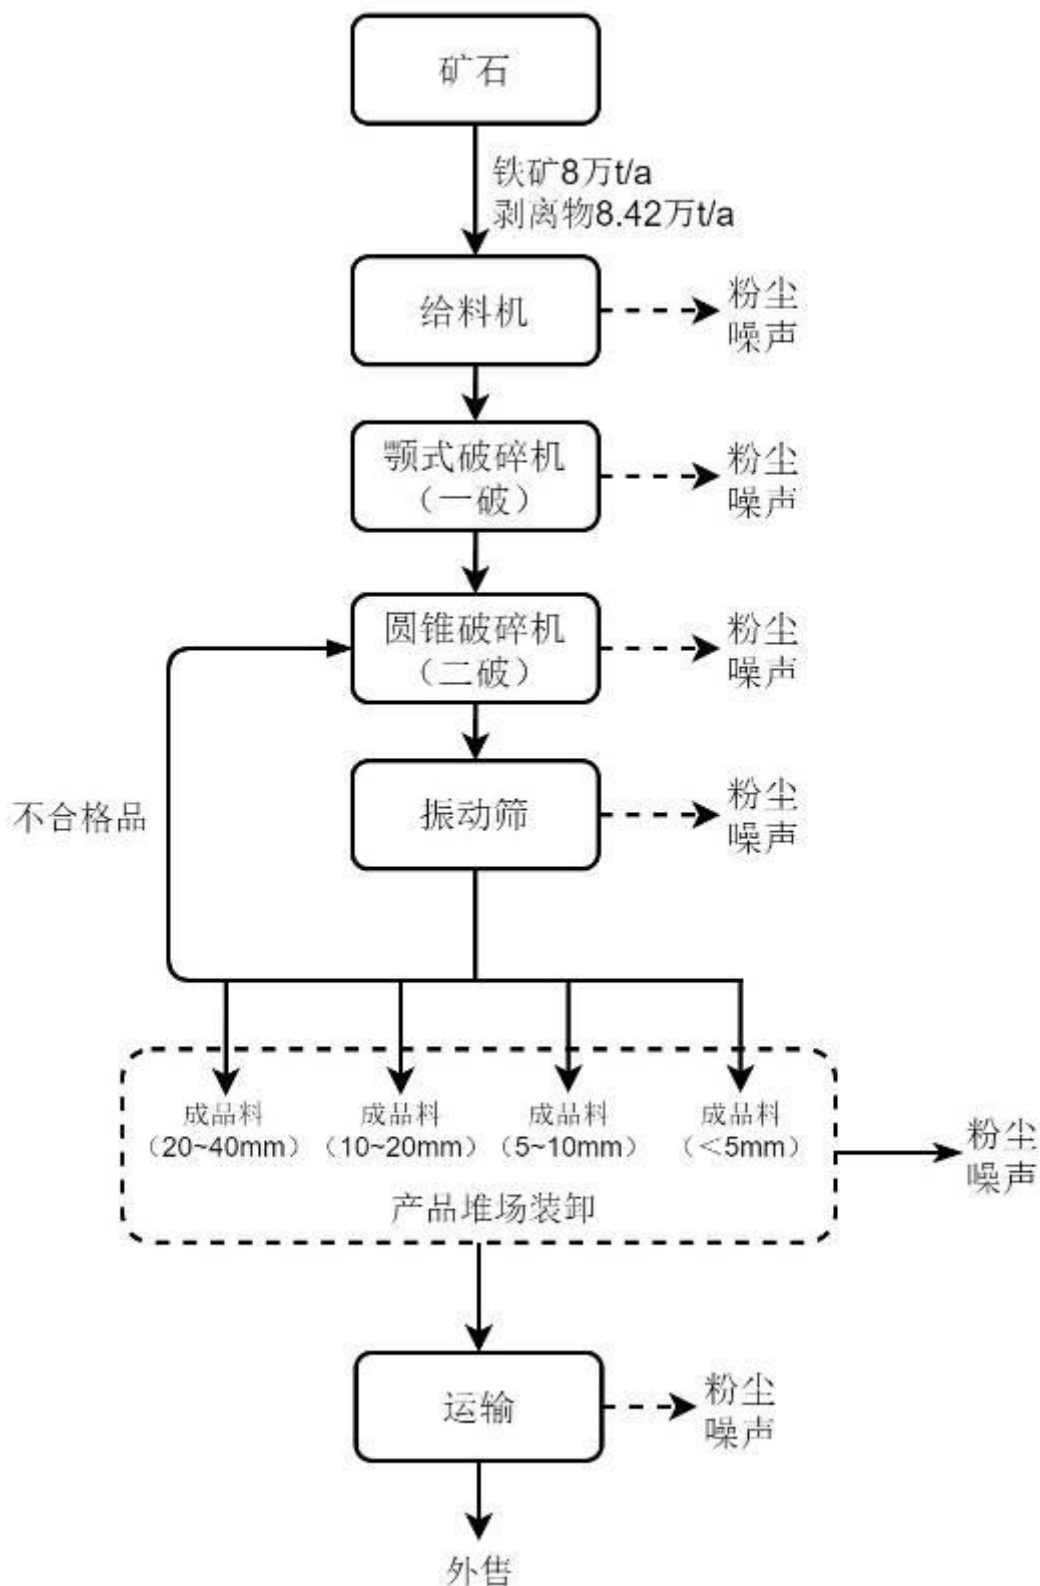 矿石
铁矿8万t/a
剥离物8.42万t/a
给料机
粉尘
噪声
颚式破碎机
（一破）
粉尘
噪声
圆锥破碎机
（二破）
粉尘
噪声
不合格品
振动筛
粉尘
噪声
成品料
（20~40mm）
成品料
（10~20mm）
成品料
（5~10mm）
成品料
（＜5mm）
粉尘
噪声
产品堆场装卸
运输
粉尘
噪声
外售